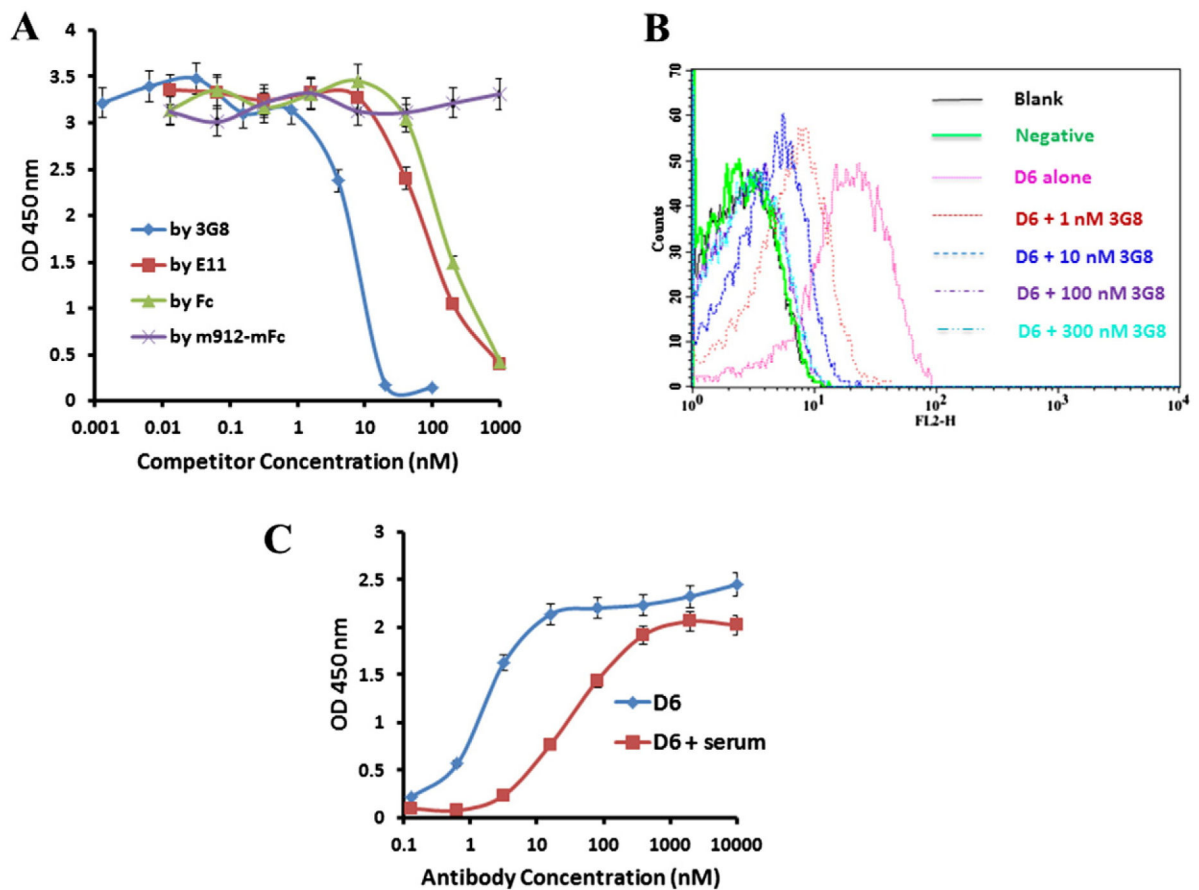 A
4
3.5
3
2.5
2
1.5
1
0.5
0
OD 450nm
by 3G8
by E11
by Fc
by m912-mFc
0.001 0.01 0.1 1 10 100 1000
Competitor Concentration (nM)
B
70
60
50
40
30
20
10
0
Counts
Blank
Negative
D6 alone
D6 + 1 nM 3G8
D6 + 10 nM 3G8
D6 + 100 nM 3G8
D6 + 300 nM 3G8
10⁰ 10¹ 10² 10³ 10⁴
FL2-H
C
3
2.5
2
1.5
1
0.5
0
OD 450nm
D6
D6 + serum
0.1 1 10 100 1000 10000
Antibody Concentration (nM)